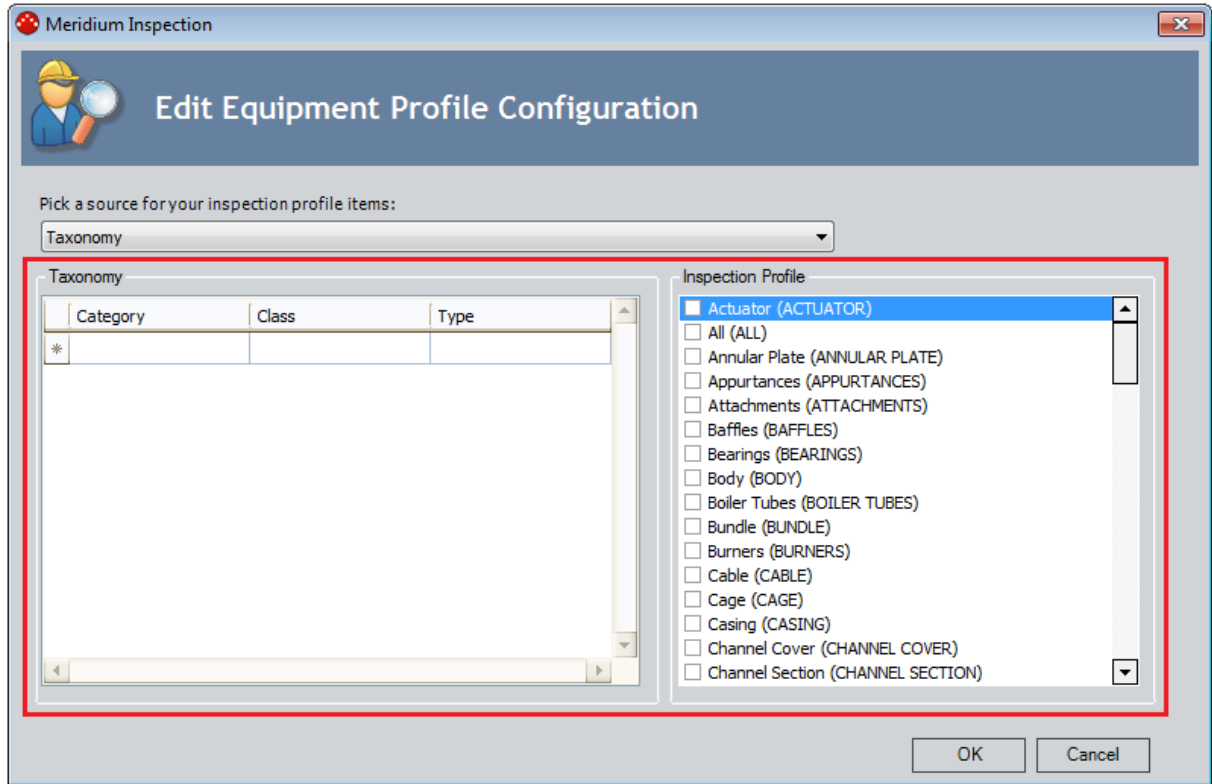 Meridium Inspection
Edit Equipment Profile Configuration
Pick a source for your inspection profile items:
Taxonomy
Taxonomy
Category Class Type
Inspection Profile
Actuator (ACTUATOR)
All (ALL)
Annular Plate (ANNULAR PLATE)
Appurtances (APPURTANCES)
Attachments (ATTACHMENTS)
Baffles (BAFFLES)
Bearings (BEARINGS)
Body (BODY)
Boiler Tubes (BOILER TUBES)
Bundle (BUNDLE)
Burners (BURNERS)
Cable (CABLE)
Cage (CAGE)
Casing (CASING)
Channel Cover (CHANNEL COVER)
Channel Section (CHANNEL SECTION)
OK Cancel